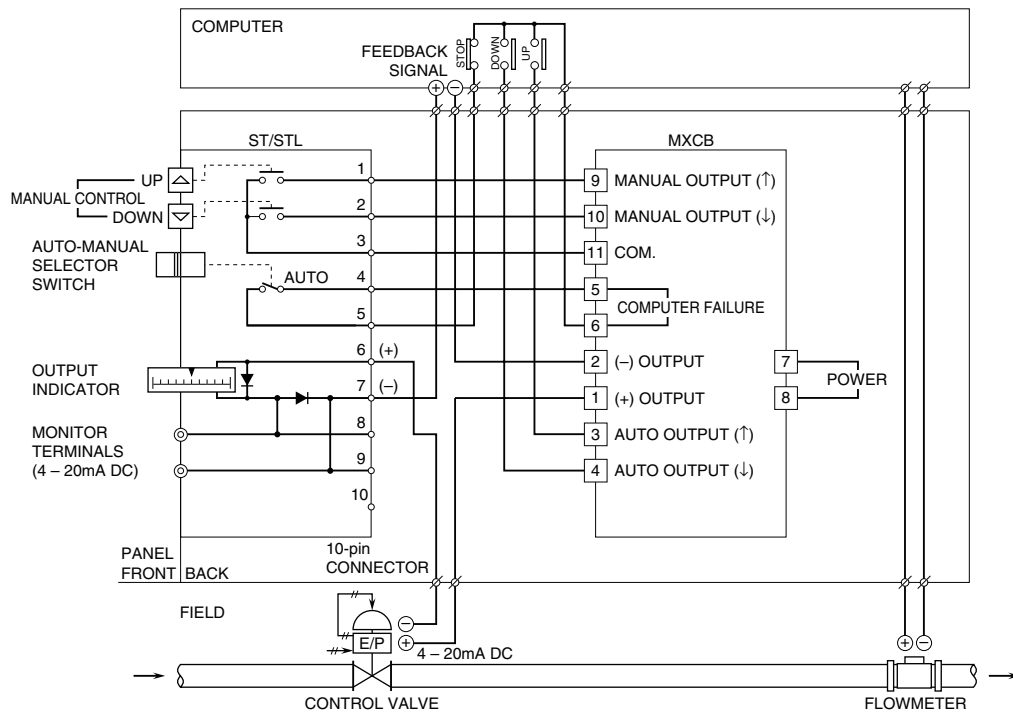 COMPUTER
FEEDBACK
SIGNAL
STOP
DOWN
UP
+ −
ST/STL
MXCB
UP
MANUAL CONTROL
DOWN
AUTO-MANUAL
SELECTOR
SWITCH
AUTO
1
2
3
4
5
6 (+)
7 (–)
8
9
10
OUTPUT
INDICATOR
MONITOR
TERMINALS
(4 – 20mA DC)
9 MANUAL OUTPUT (↑)
10 MANUAL OUTPUT (↓)
11 COM.
5
COMPUTER FAILURE
6
2 (–) OUTPUT
1 (+) OUTPUT
3 AUTO OUTPUT (↑)
4 AUTO OUTPUT (↓)
7
POWER
8
10-pin
CONNECTOR
PANEL
FRONT BACK
FIELD
−
+
E/P
4 – 20mA DC
+ −
CONTROL VALVE
FLOWMETER